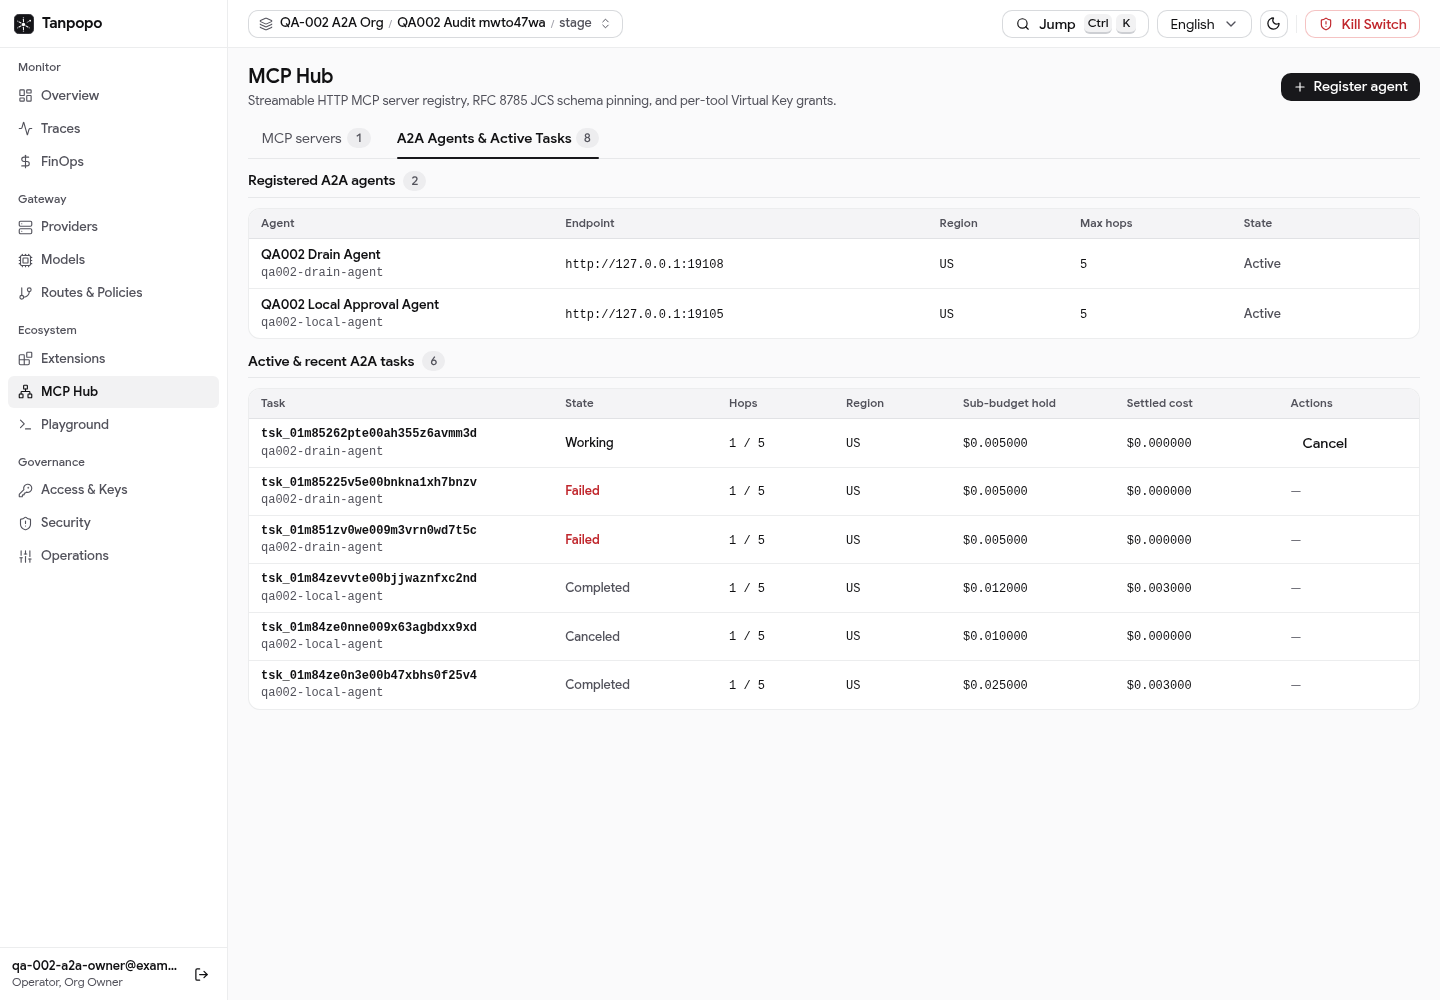 Tanpopo
QA-002 A2A Org / QA002 Audit mwto47wa / stage
Jump Ctrl K
English
Kill Switch
Monitor
Overview
Traces
FinOps
Gateway
Providers
Models
Routes & Policies
Ecosystem
Extensions
MCP Hub
Playground
Governance
Access & Keys
Security
Operations
qa-002-a2a-owner@exam...
Operator, Org Owner
MCP Hub
Streamable HTTP MCP server registry, RFC 8785 JCS schema pinning, and per-tool Virtual Key grants.
+ Register agent
MCP servers 1
A2A Agents & Active Tasks 8
Registered A2A agents 2
Agent Endpoint Region Max hops State
QA002 Drain Agent
qa002-drain-agent
http://127.0.0.1:19108 US 5 Active
QA002 Local Approval Agent
qa002-local-agent
http://127.0.0.1:19105 US 5 Active
Active & recent A2A tasks 6
Task State Hops Region Sub-budget hold Settled cost Actions
tsk_01m85262pte00ah355z6avmm3d
qa002-drain-agent
Working 1 / 5 US $0.005000 $0.000000 Cancel
tsk_01m85225v5e00bnkna1xh7bnzv
qa002-drain-agent
Failed 1 / 5 US $0.005000 $0.000000 —
tsk_01m851zv0we009m3vrn0wd7t5c
qa002-drain-agent
Failed 1 / 5 US $0.005000 $0.000000 —
tsk_01m84zevvte00bjjwaznfxc2nd
qa002-local-agent
Completed 1 / 5 US $0.012000 $0.003000 —
tsk_01m84ze0nne009x63agbdxx9xd
qa002-local-agent
Canceled 1 / 5 US $0.010000 $0.000000 —
tsk_01m84ze0n3e00b47xbhs0f25v4
qa002-local-agent
Completed 1 / 5 US $0.025000 $0.003000 —